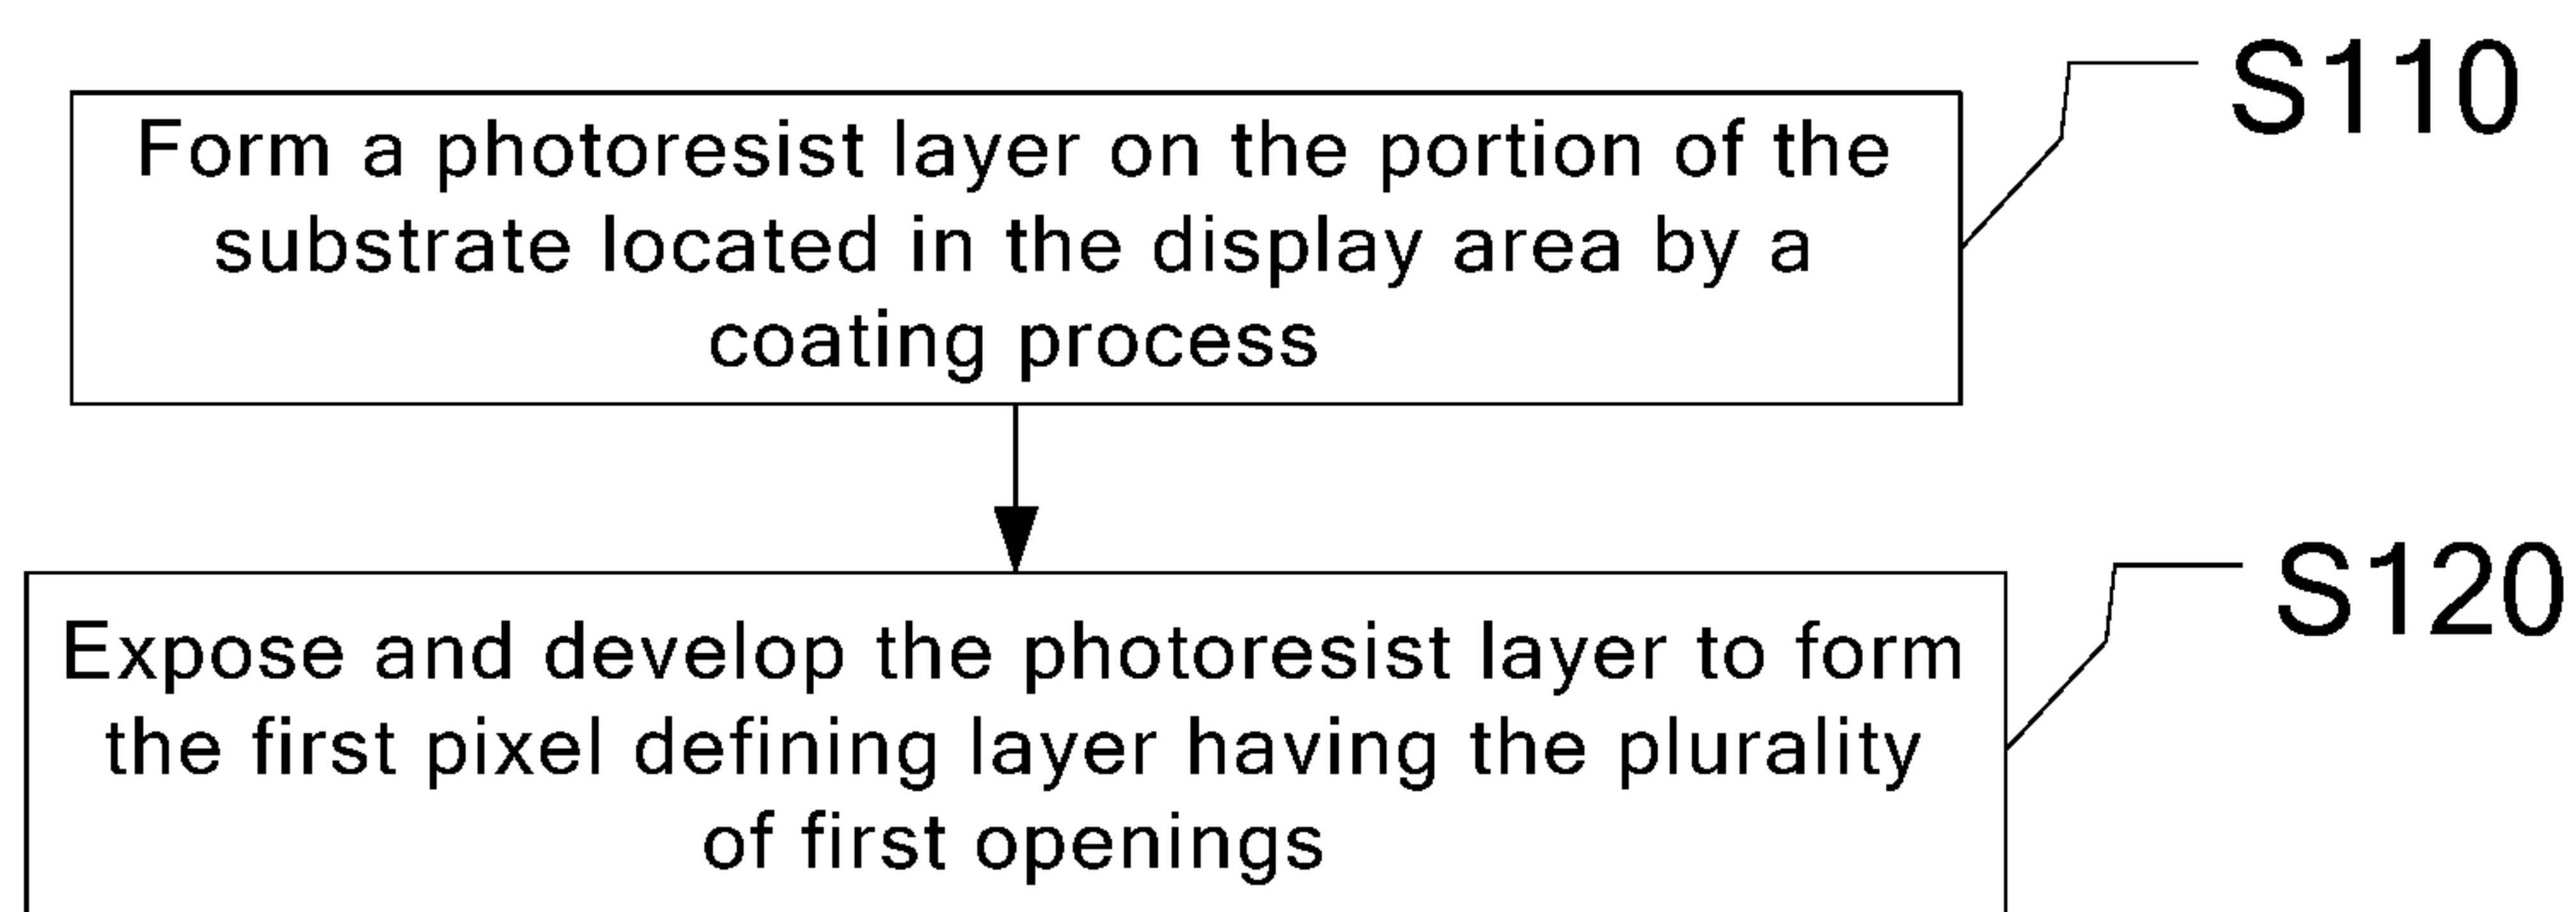 S110
Form a photoresist layer on the portion of the
substrate located in the display area by a
coating process
S120
Expose and develop the photoresist layer to form
the first pixel defining layer having the plurality
of first openings